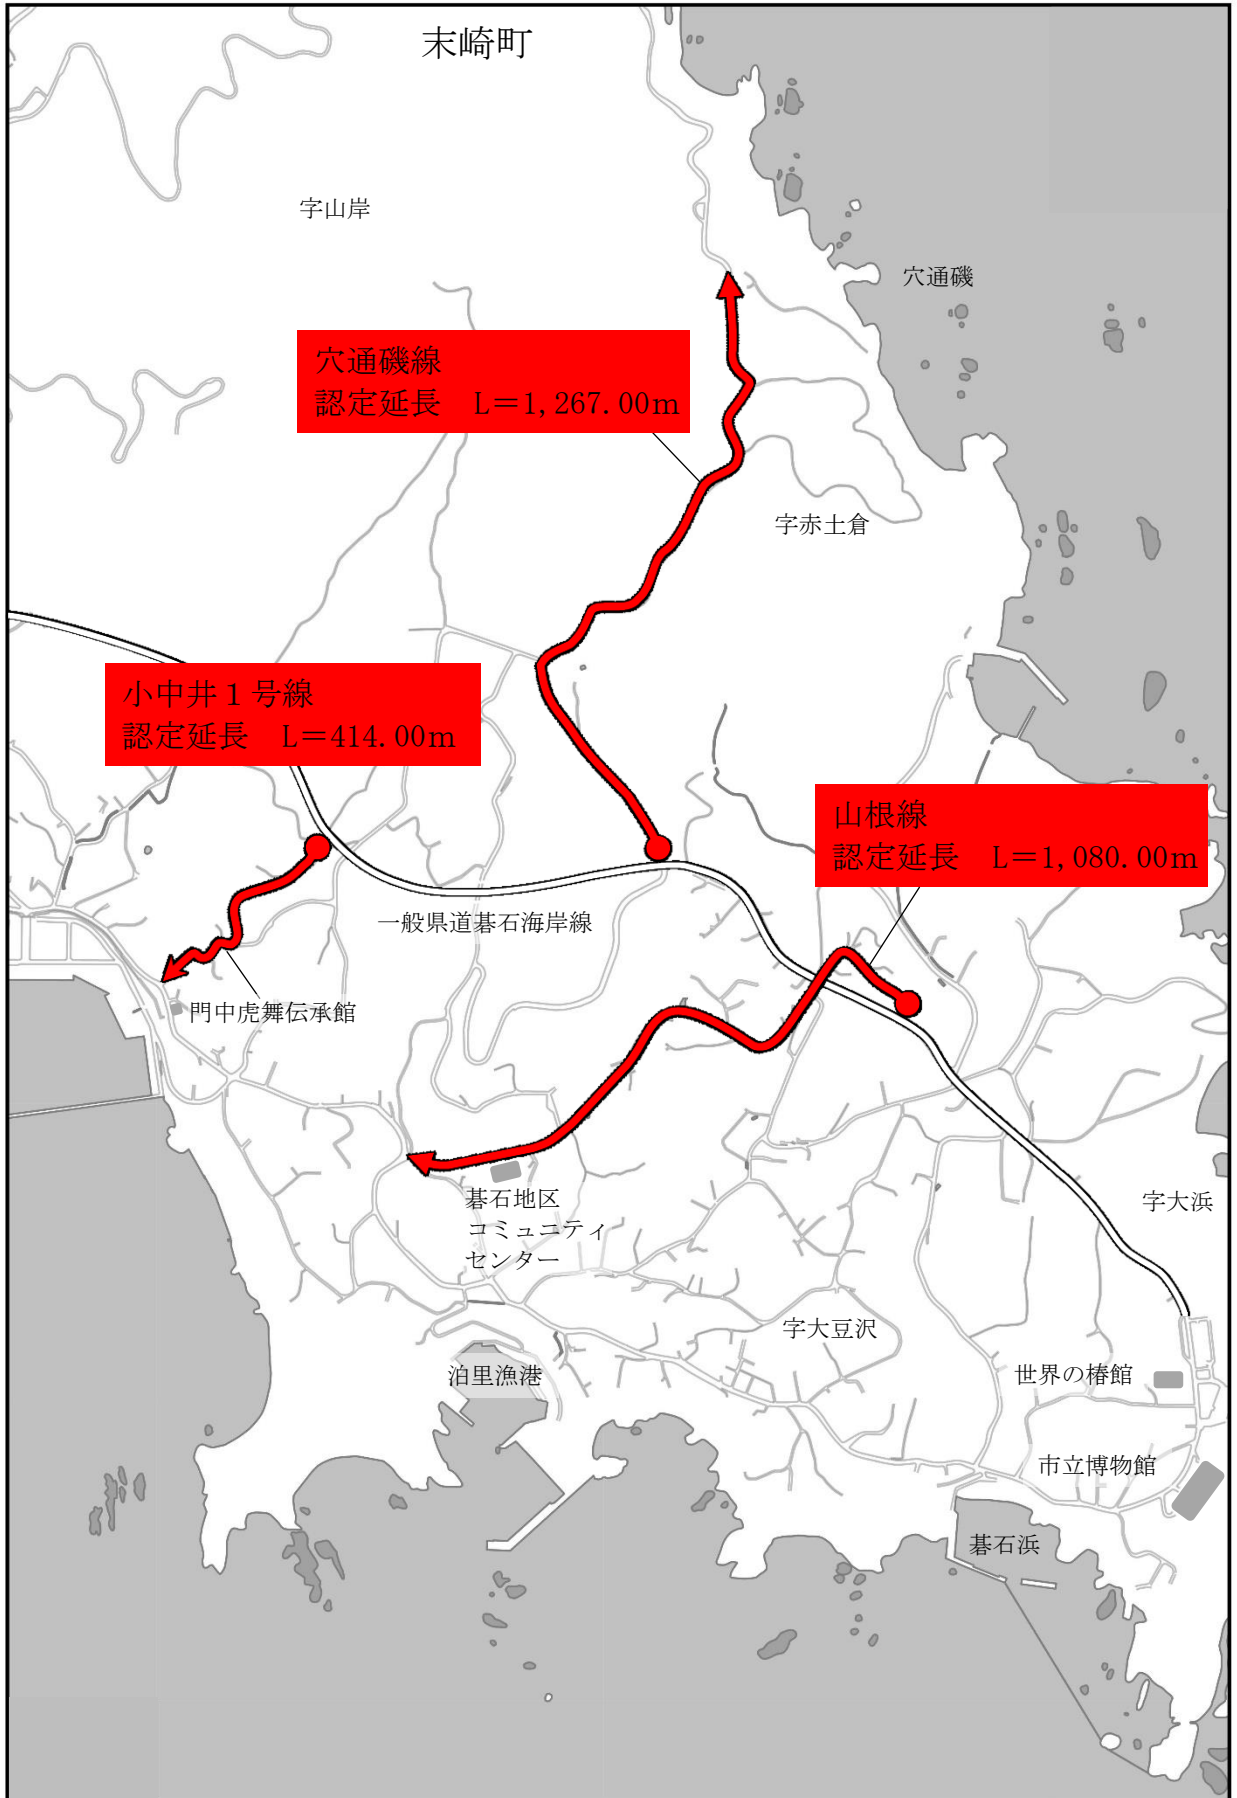 末崎町
字山岸
穴通磯
穴通磯線
認定延長　L＝1,267.00m
字赤土倉
小中井１号線
認定延長　L＝414.00m
山根線
認定延長　L＝1,080.00m
一般県道碁石海岸線
門中虎舞伝承館
碁石地区
コミュニティ
センター
字大浜
字大豆沢
泊里漁港
世界の椿館
市立博物館
碁石浜